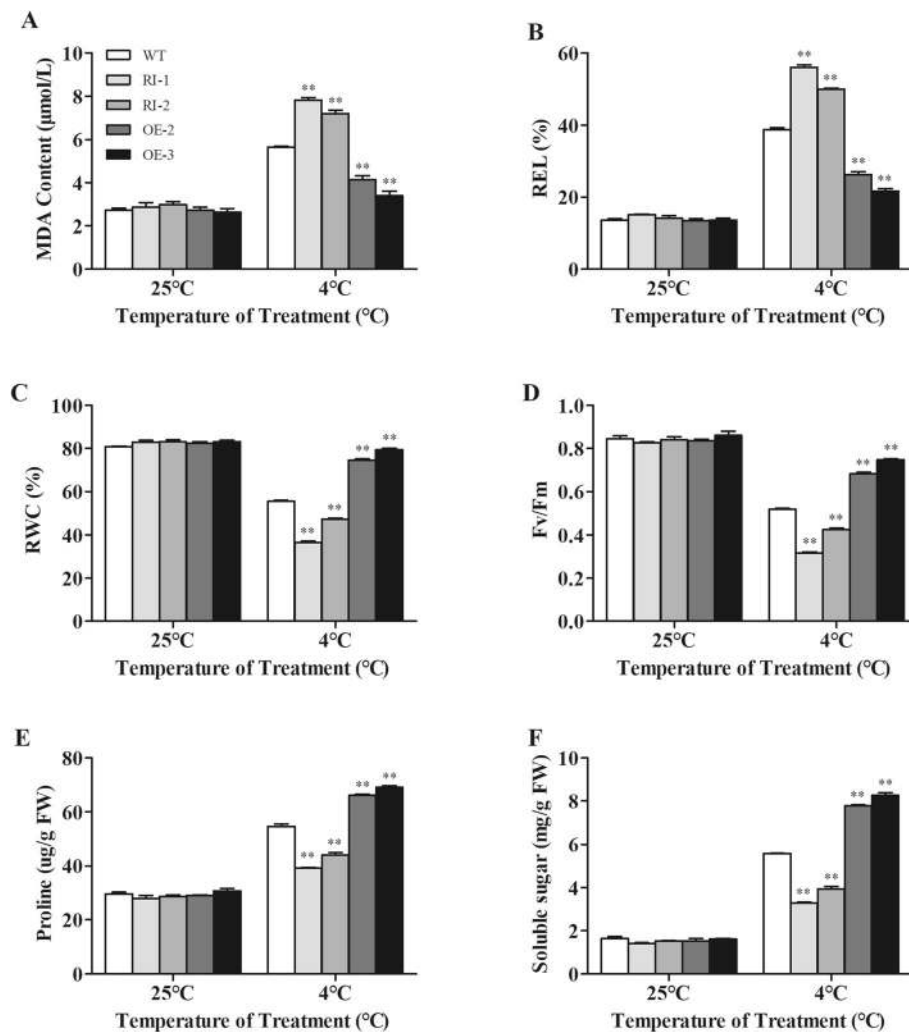 A
MDA Content (μmol/L)
10
8
6
4
2
0
WT
RI-1
RI-2
OE-2
OE-3
** ** ** **
25°C 4°C
Temperature of Treatment (°C)
B
REL (%)
60
40
20
0
** ** ** **
25°C 4°C
Temperature of Treatment (°C)
C
RWC (%)
100
80
60
40
20
0
** ** ** **
25°C 4°C
Temperature of Treatment (°C)
D
Fv/Fm
1.0
0.8
0.6
0.4
0.2
0.0
** ** ** **
25°C 4°C
Temperature of Treatment (°C)
E
Proline (ug/g FW)
80
60
40
20
0
** ** ** **
25°C 4°C
Temperature of Treatment (°C)
F
Soluble sugar (mg/g FW)
10
8
6
4
2
0
** ** ** **
25°C 4°C
Temperature of Treatment (°C)